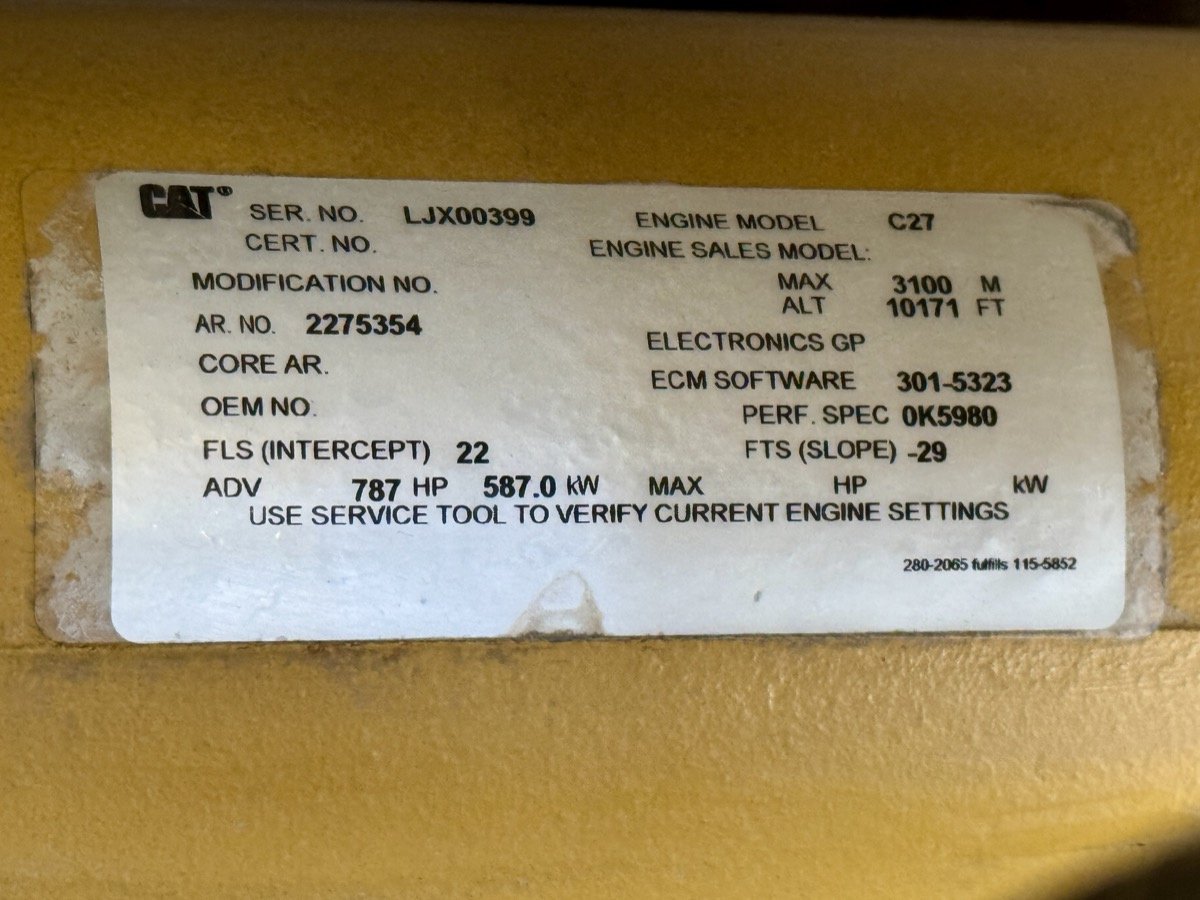 CAT® SER. NO. LJX00399 ENGINE MODEL C27
CERT. NO. ENGINE SALES MODEL:
MODIFICATION NO. MAX 3100 M
ALT 10171 FT
AR. NO. 2275354
ELECTRONICS GP
CORE AR.
ECM SOFTWARE 301-5323
OEM NO.
PERF. SPEC 0K5980
FLS (INTERCEPT) 22 FTS (SLOPE) -29
ADV 787 HP 587.0 kW MAX HP kW
USE SERVICE TOOL TO VERIFY CURRENT ENGINE SETTINGS
280-2065 fulfills 115-5852